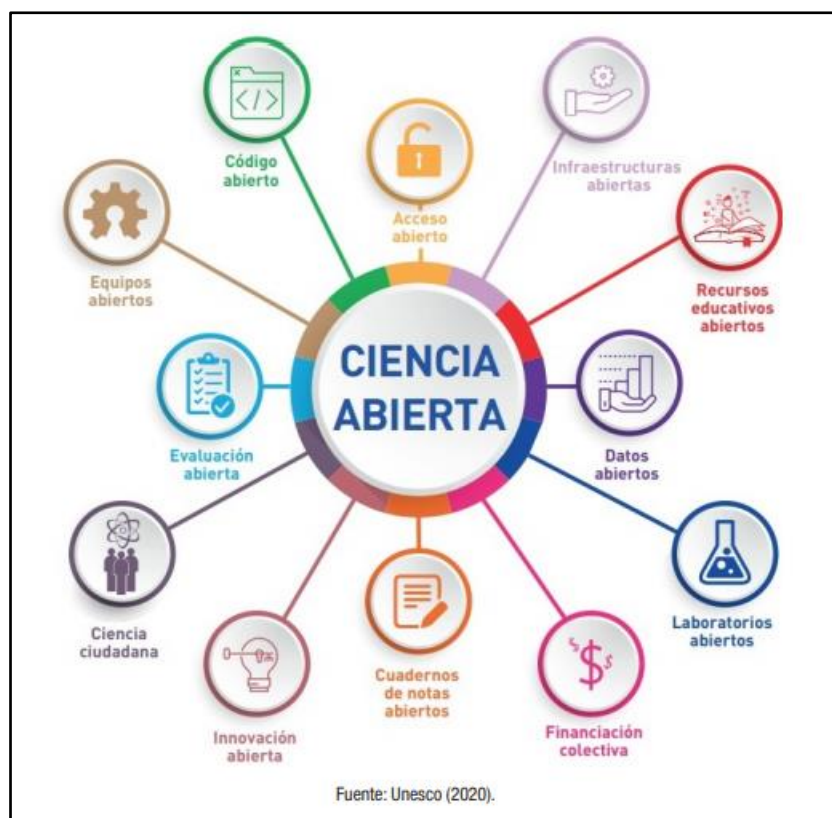 Código
abierto
Acceso
abierto
Infraestructuras
abiertas
Equipos
abiertos
Recursos
educativos
abiertos
CIENCIA
ABIERTA
Evaluación
abierta
Datos
abiertos
Ciencia
ciudadana
Laboratorios
abiertos
Innovación
abierta
Cuadernos
de notas
abiertos
Financiación
colectiva
Fuente: Unesco (2020).